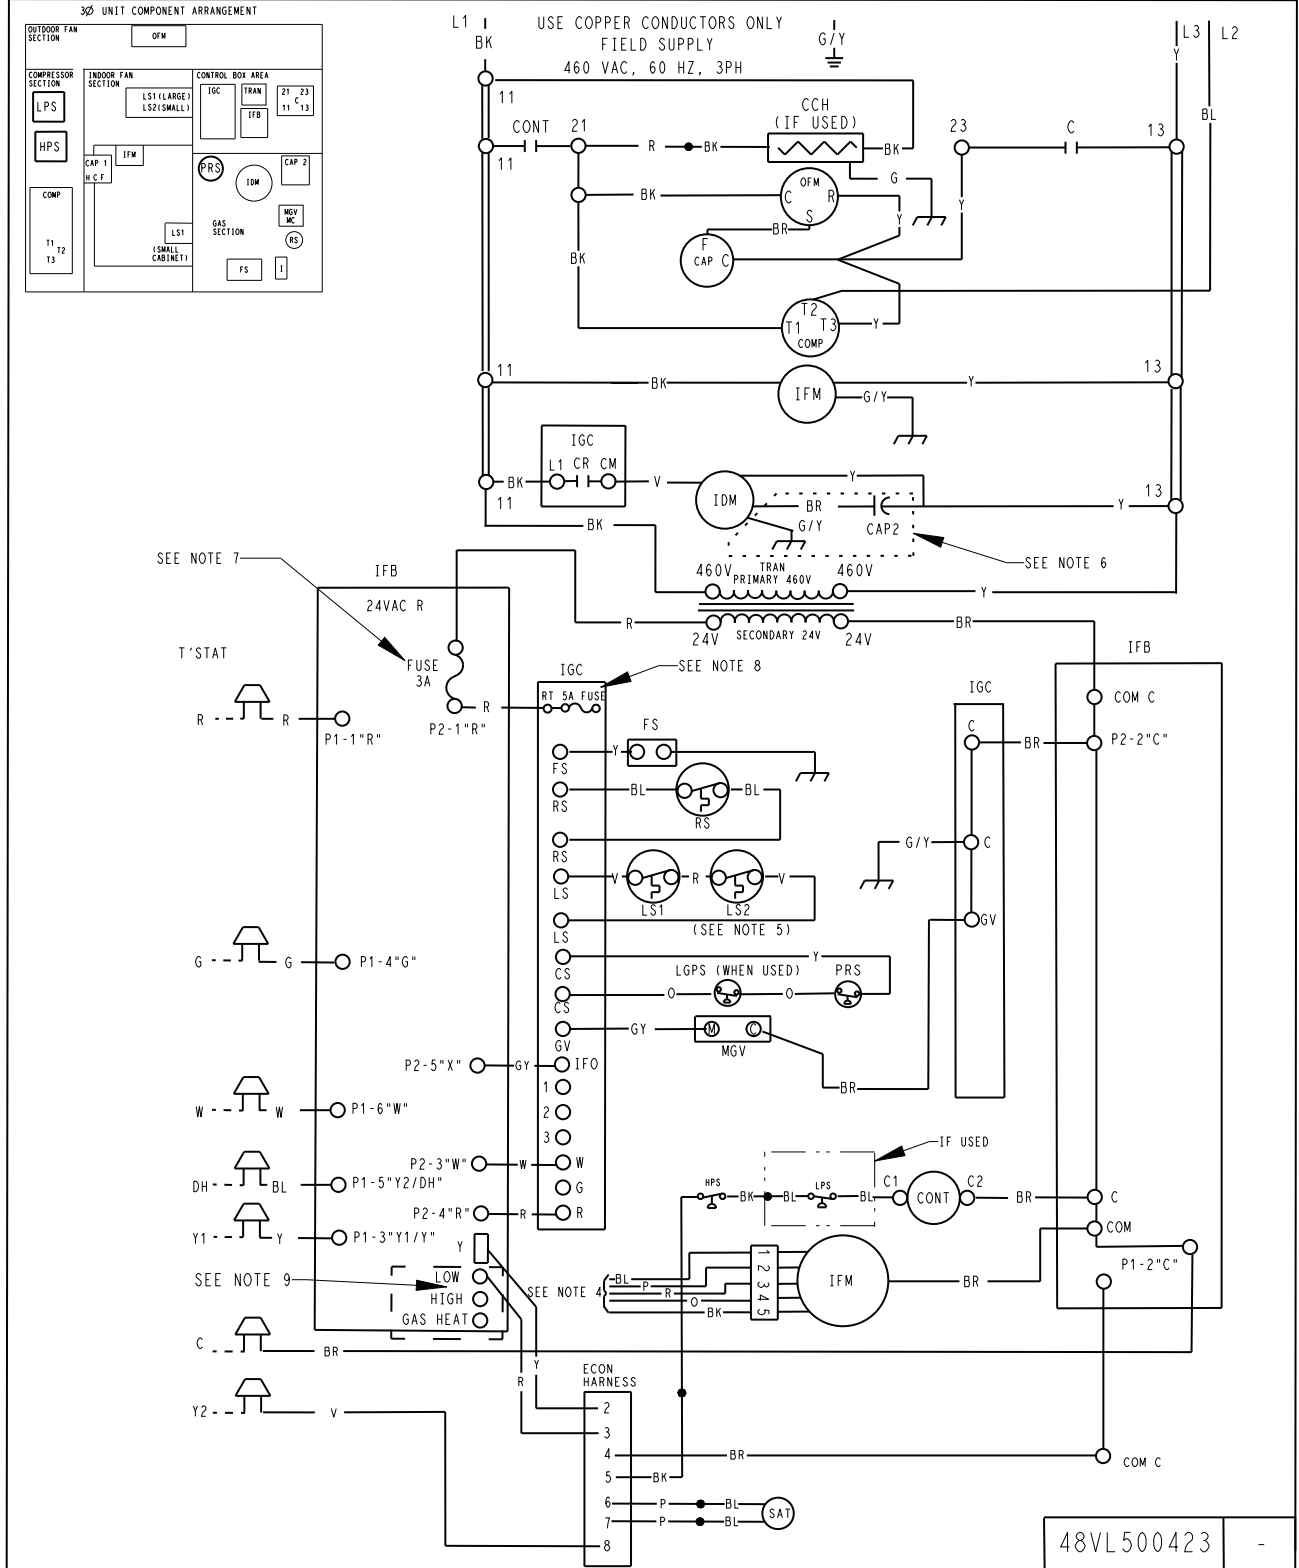 3Ø UNIT COMPONENT ARRANGEMENT
OUTDOOR FAN
SECTION
OFM
COMPRESSOR
SECTION
INDOOR FAN
SECTION
CONTROL BOX AREA
LPS
HPS
LS1(LARGE)
LS2(SMALL)
IGC
TRAN
IFB
21 23
C
11 13
CAP 1
H C F
IFM
PRS
IDM
CAP 2
COMP
T1
T2
T3
MGV
MC
GAS
SECTION
RS
LS1
(SMALL
CABINET)
FS
I
L1
BK
USE COPPER CONDUCTORS ONLY
FIELD SUPPLY
460 VAC, 60 HZ, 3PH
G/Y
L3
L2
Y
BL
11
CONT
21
R
BK
CCH
(IF USED)
BK
23
C
13
11
G
BK
OFM
C
R
S
Y
Y
BR
F
CAP
C
BK
T2
T1
T3
COMP
Y
11
BK
IFM
Y
13
G/Y
IGC
L1 CR CM
BK
V
11
IDM
Y
BR
CAP2
Y
13
G/Y
BK
SEE NOTE 6
460V
TRAN
PRIMARY 460V
460V
Y
R
24V
SECONDARY 24V
24V
BR
SEE NOTE 7
IFB
24VAC R
FUSE
3A
T'STAT
R
R
P1-1"R"
P2-1"R"
R
IGC
RT 5A FUSE
SEE NOTE 8
IFB
COM C
IGC
C
BR
P2-2"C"
FS
Y
FS
RS
BL
BL
RS
RS
G/Y
C
LS
V
R
V
LS1
LS2
(SEE NOTE 5)
LS
GV
G
G
P1-4"G"
CS
Y
LGPS (WHEN USED)
PRS
CS
O
O
GV
GY
M
C
MGV
BR
P2-5"X"
GY
IFO
1
2
3
W
W
P1-6"W"
P2-3"W"
W
W
G
DH
BL
P1-5"Y2/DH"
P2-4"R"
R
R
Y1
Y
P1-3"Y1/Y"
IF USED
HPS
BK
BL
LPS
BL
C1
CONT
C2
BR
C
COM
P1-2"C"
Y
SEE NOTE 9
LOW
HIGH
GAS HEAT
SEE NOTE 4
BL
P
R
O
BK
1
2
3
4
5
IFM
BR
C
BR
Y
R
Y2
V
ECON
HARNESS
2
3
4
BR
COM C
5
BK
6
P
BL
7
P
BL
SAT
8
48VL500423
-